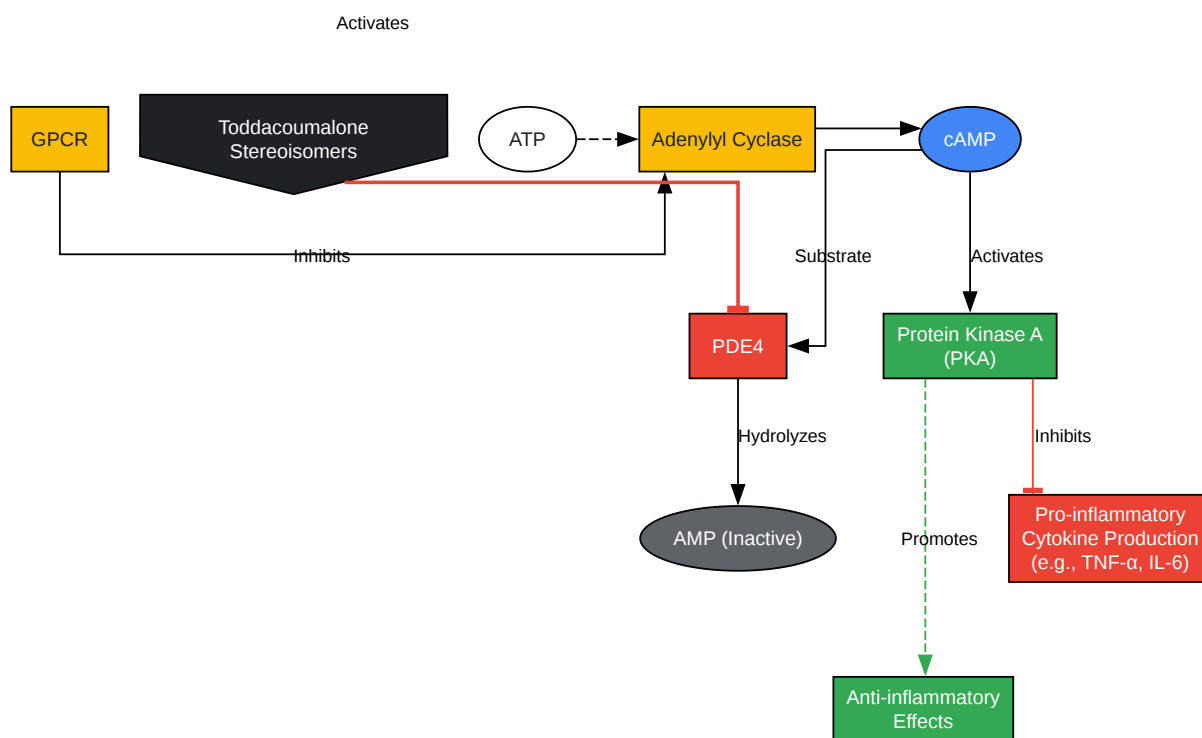 Activates
GPCR
Toddacoumalone
Stereoisomers
ATP
Adenylyl Cyclase
cAMP
Inhibits
Substrate
Activates
PDE4
Protein Kinase A
(PKA)
Hydrolyzes
Inhibits
AMP (Inactive)
Promotes
Pro-inflammatory
Cytokine Production
(e.g., TNF-α, IL-6)
Anti-inflammatory
Effects